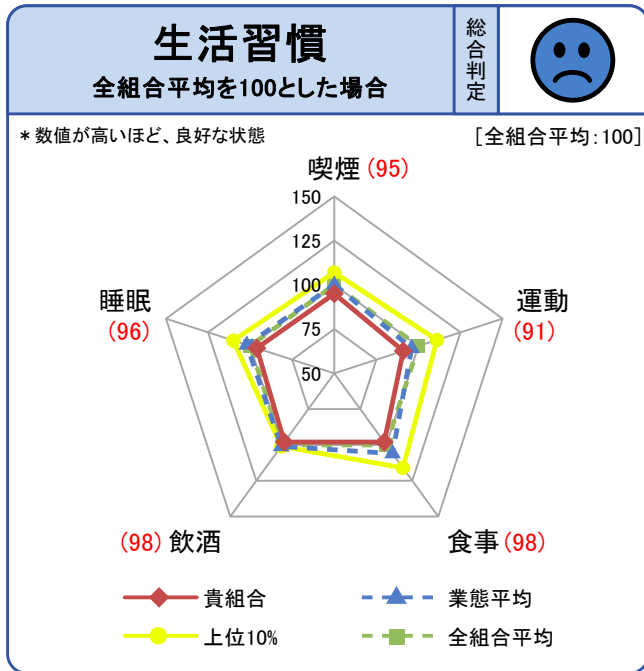 生活習慣
全組合平均を100とした場合
総合判定
*数値が高いほど、良好な状態
[全組合平均:100]
喫煙(95)
150
125
100
75
50
睡眠
(96)
運動
(91)
(98)飲酒
食事(98)
貴組合
業態平均
上位10%
全組合平均